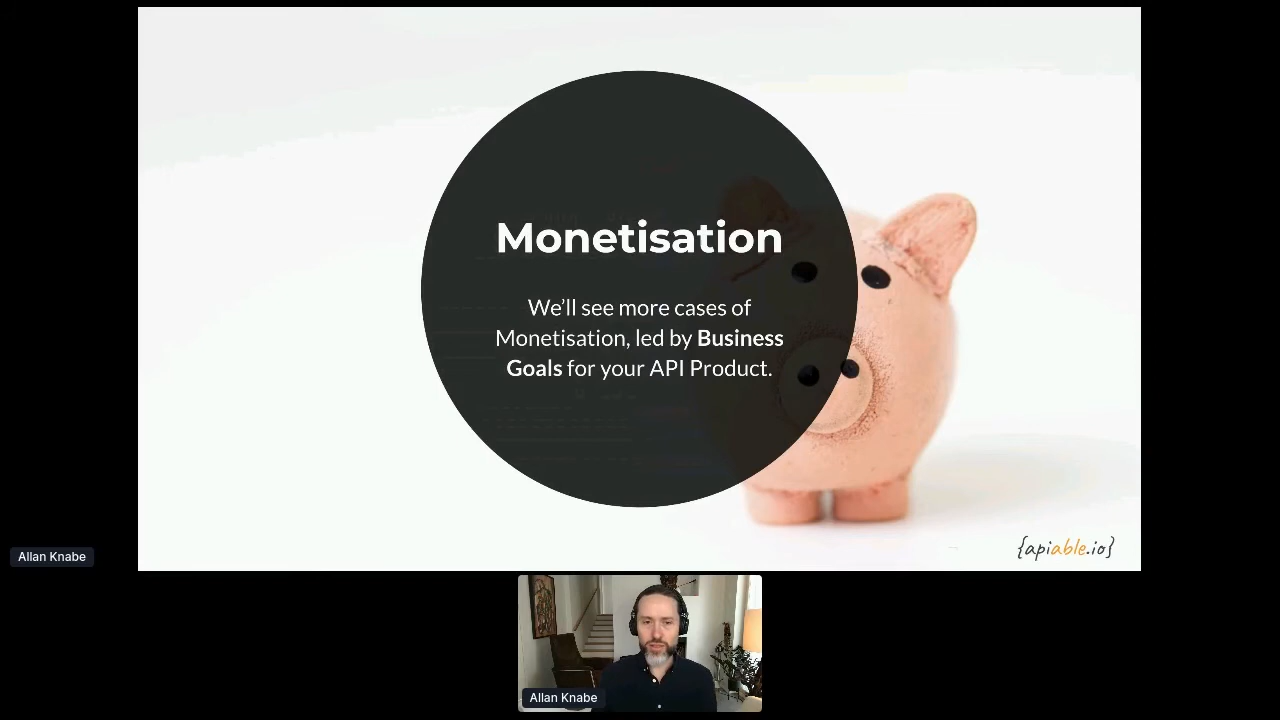 Monetisation
We’ll see more cases of
Monetisation, led by Business
Goals for your API Product.
{apiable.io}
Allan Knabe
Allan Knabe